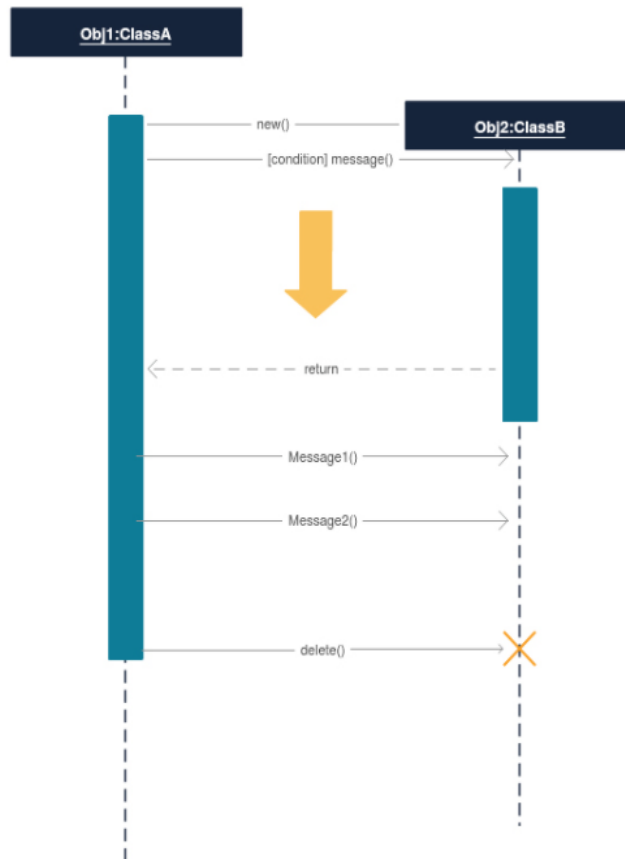 Obj1:ClassA
new()
Obj2:ClassB
[condition] message()
return
Message1()
Message2()
delete()